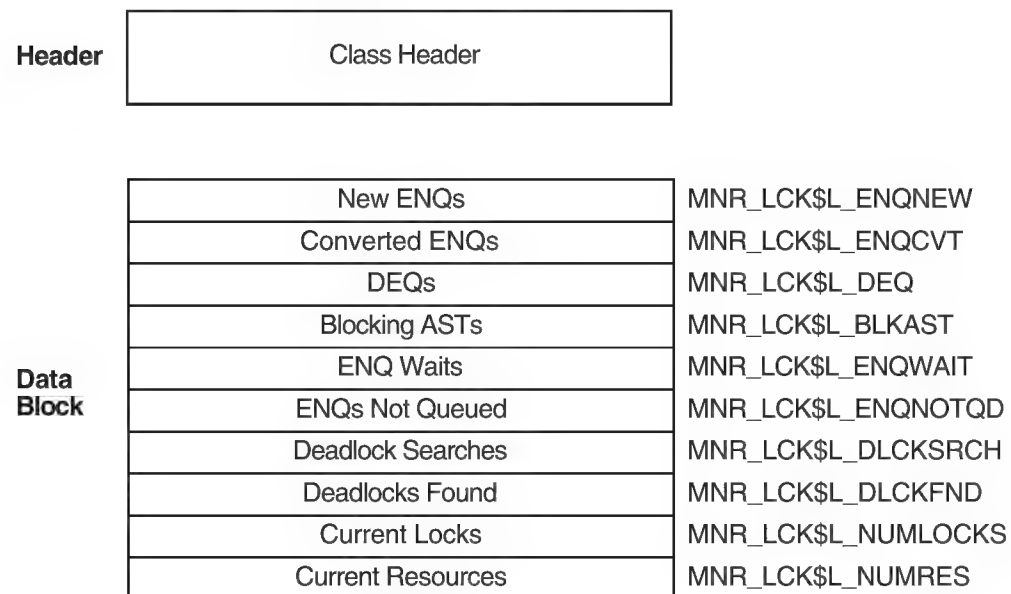 Header
Class Header
New ENQs MNR_LCK$L_ENQNEW
Converted ENQs MNR_LCK$L_ENQCVT
DEQs MNR_LCK$L_DEQ
Blocking ASTs MNR_LCK$L_BLKAST
ENQ Waits MNR_LCK$L_ENQWAIT
Data
Block
ENQs Not Queued MNR_LCK$L_ENQNOTQD
Deadlock Searches MNR_LCK$L_DLCKSRCH
Deadlocks Found MNR_LCK$L_DLCKFND
Current Locks MNR_LCK$L_NUMLOCKS
Current Resources MNR_LCK$L_NUMRES